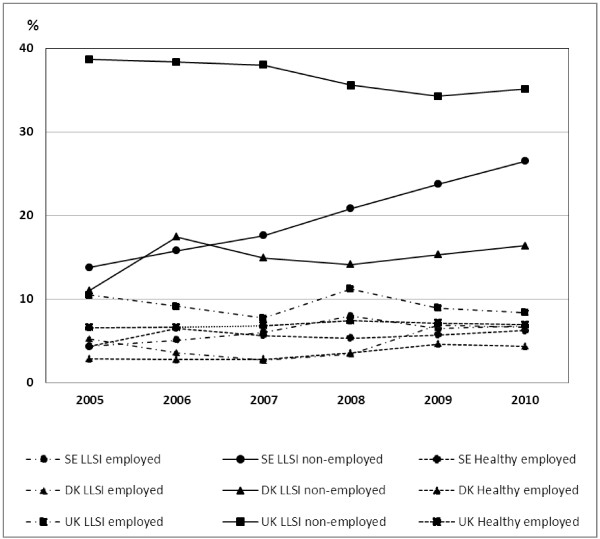 %
40
30
20
10
0
2005 2006 2007 2008 2009 2010
SE LLSI employed SE LLSI non-employed SE Healthy employed
DK LLSI employed DK LLSI non-employed DK Healthy employed
UK LLSI employed UK LLSI non-employed UK Healthy employed